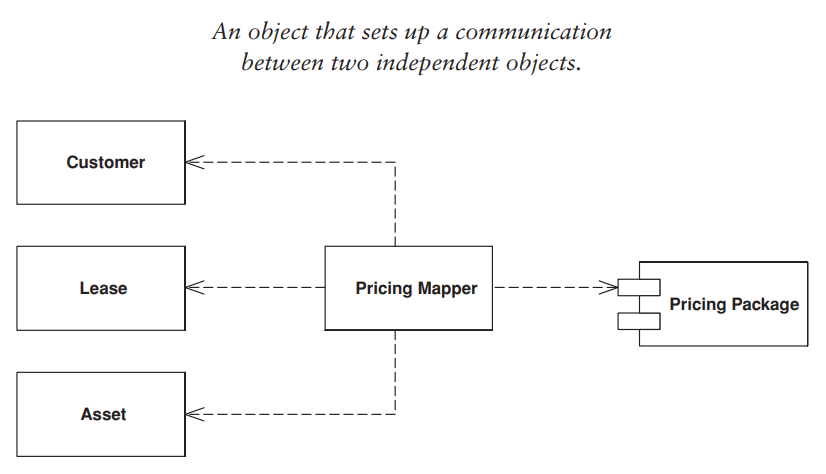 An object that sets up a communication
between two independent objects.
Customer
Lease
Pricing Mapper
Pricing Package
Asset